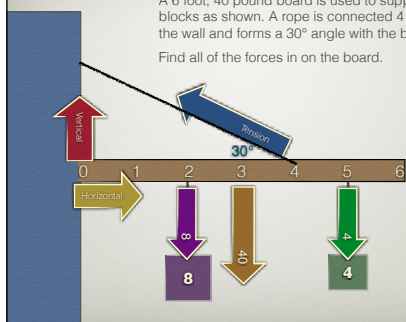 A 6 foot, 40 pound board is used to supp
blocks as shown. A rope is connected 4
the wall and forms a 30° angle with the b
Find all of the forces in on the board.
Vertical
Tension
30°
0 1 2 3 4 5 6
Horizontal
8
40
4
8
4